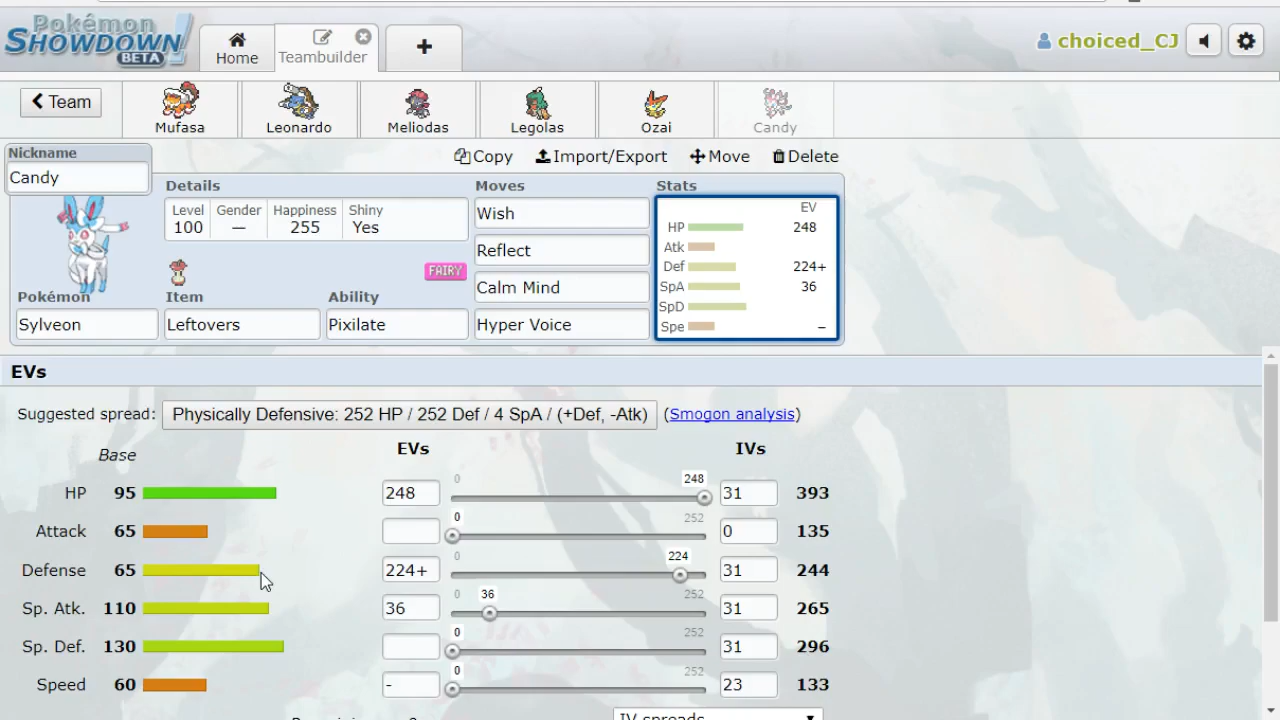 Pokémon
SHOWDOWN!
BETA
Home
Teambuilder
+
choiced_CJ
Team
Mufasa
Leonardo
Meliodas
Legolas
Ozai
Candy
Nickname
Candy
Copy
Import/Export
Move
Delete
Details
Moves
Stats
Level
Gender
Happiness
Shiny
100
—
255
Yes
FAIRY
Pokémon
Item
Ability
Sylveon
Leftovers
Pixilate
Wish
Reflect
Calm Mind
Hyper Voice
EV
HP 248
Atk
Def 224+
SpA 36
SpD
Spe –
EVs
Suggested spread: Physically Defensive: 252 HP / 252 Def / 4 SpA / (+Def, -Atk) (Smogon analysis)
Base EVs IVs
HP 95 248 0 248 31 393
Attack 65 0 252 0 135
Defense 65 224+ 0 224 31 244
Sp. Atk. 110 36 0 36 252 31 265
Sp. Def. 130 0 252 31 296
Speed 60 - 0 252 23 133
IV spreads